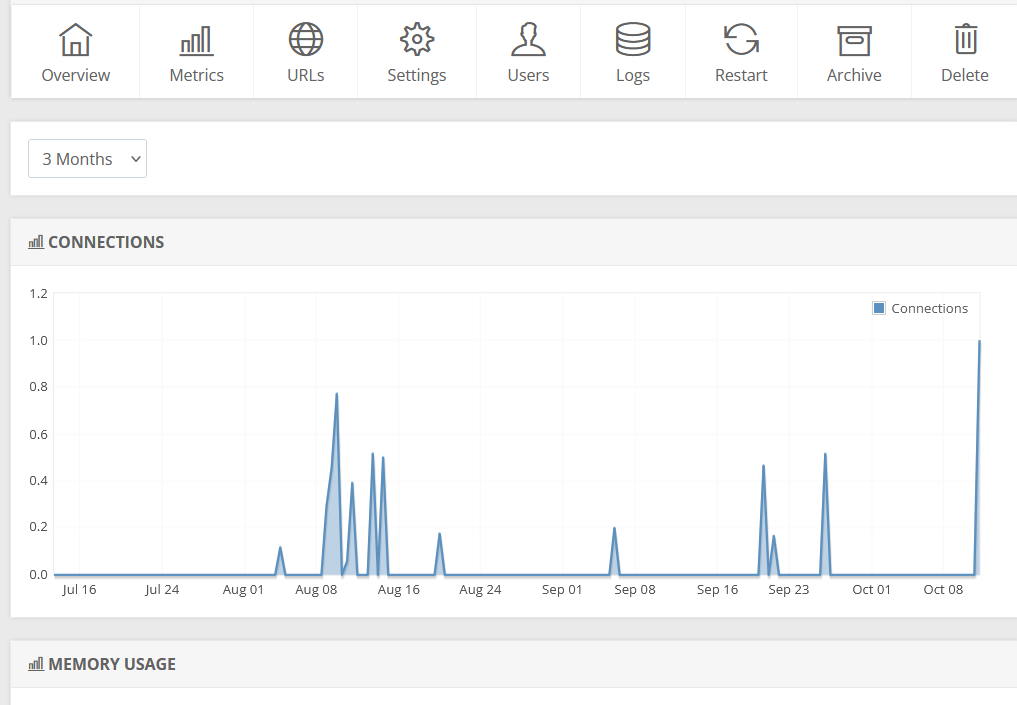 Overview Metrics URLs Settings Users Logs Restart Archive Delete
3 Months
CONNECTIONS
1.2
Connections
1.0
0.8
0.6
0.4
0.2
0.0
Jul 16 Jul 24 Aug 01 Aug 08 Aug 16 Aug 24 Sep 01 Sep 08 Sep 16 Sep 23 Oct 01 Oct 08
MEMORY USAGE